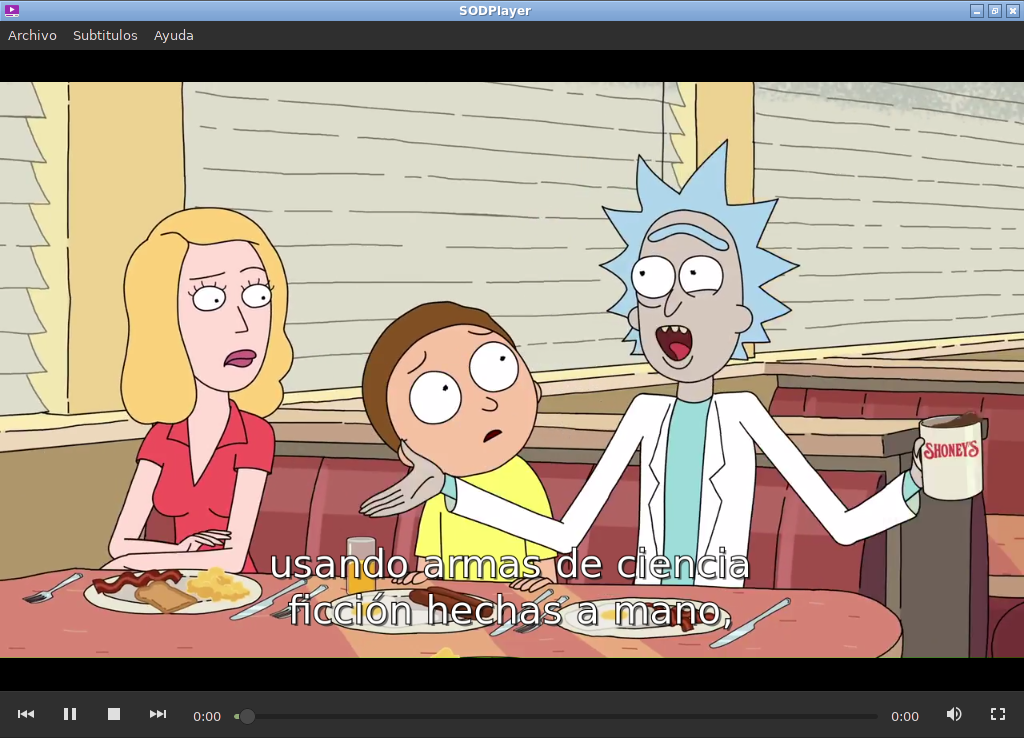 SODPlayer
Archivo Subtitulos Ayuda
SHONEY'S
usando armas de ciencia
ficción hechas a mano,
0:00 0:00